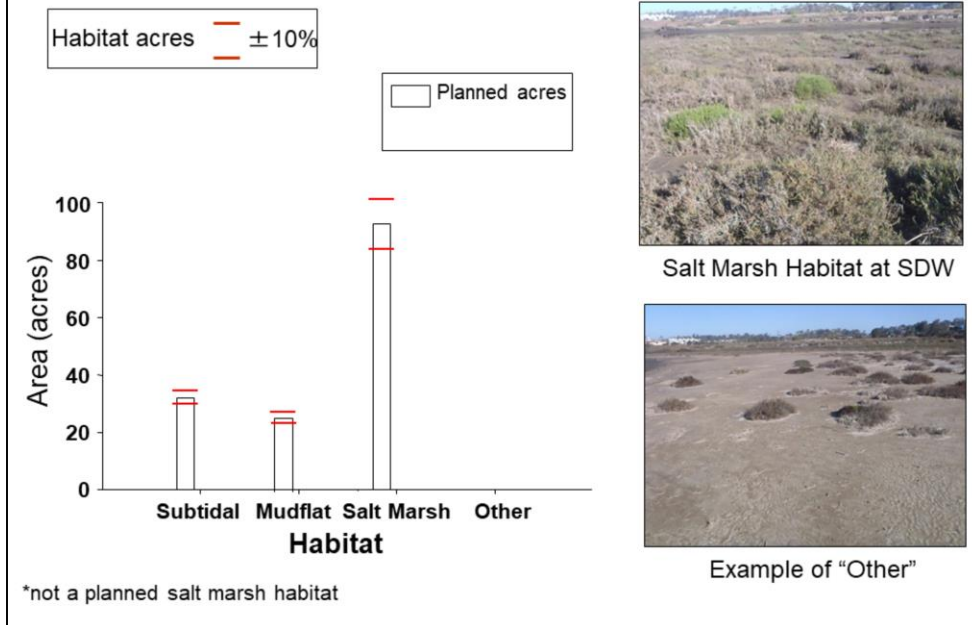 Habitat acres ±10%
Planned acres
Area (acres)
100
80
60
40
20
0
Subtidal Mudflat Salt Marsh Other
Habitat
*not a planned salt marsh habitat
Salt Marsh Habitat at SDW
Example of “Other”